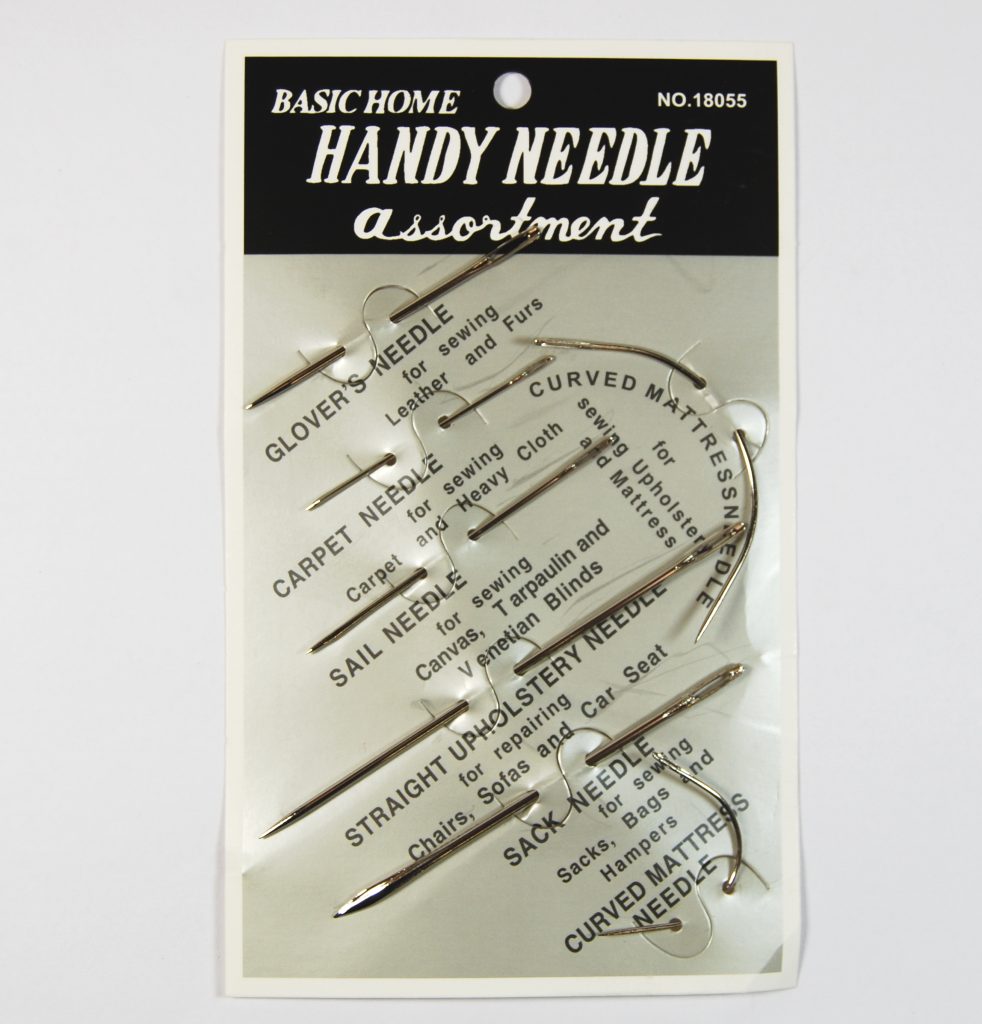 BASIC HOME
NO.18055
HANDY NEEDLE
assortment
GLOVER'S NEEDLE
for sewing
Leather and Furs
CURVED MATTRESSNEEDLE
for
sewing Upholstery
and Mattress
CARPET NEEDLE
for sewing
Carpet and Heavy Cloth
SAIL NEEDLE
for sewing
Canvas, Tarpaulin and
Venetian Blinds
STRAIGHT UPHOLSTERY NEEDLE
for repairing
Chairs, Sofas and Car Seat
SACK NEEDLE
for sewing
Sacks, Bags and
Hampers
CURVED MATTRESS
NEEDLE